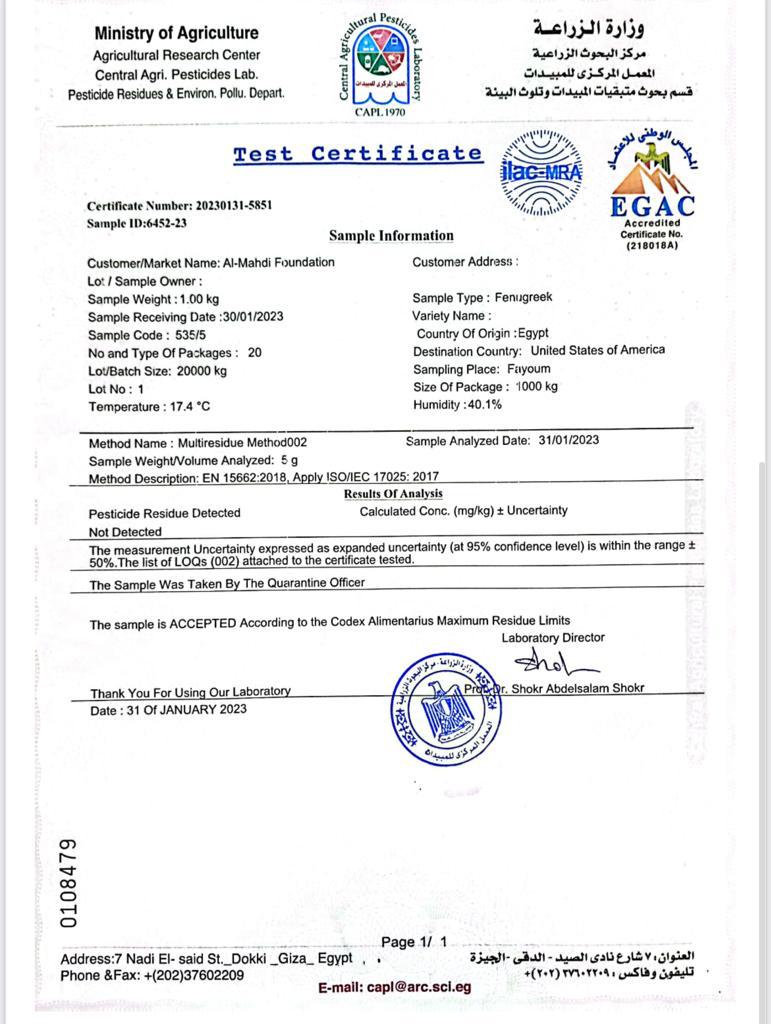 Ministry of Agriculture
Agricultural Research Center
Central Agri. Pesticides Lab.
Pesticide Residues & Environ. Pollu. Depart.
Central Agricultural Pesticides Laboratory
المعمل المركزى للمبيدات
CAPL 1970
وزارة الـزراعـة
مركز البحوث الزراعية
المعمل المركزى للمبيدات
قسم بحوث متبقيات المبيدات وتلوث البيئة
Test Certificate
ilac-MRA
المجلس الوطنى للاعتماد
EGAC
Accredited
Certificate No.
(218018A)
Certificate Number: 20230131-5851
Sample ID:6452-23
Sample Information
Customer/Market Name: Al-Mahdi Foundation
Customer Address :
Lot / Sample Owner :
Sample Weight : 1.00 kg
Sample Type : Fenugreek
Sample Receiving Date :30/01/2023
Variety Name :
Sample Code : 535/5
Country Of Origin :Egypt
No and Type Of Packages : 20
Destination Country: United States of America
Lot/Batch Size: 20000 kg
Sampling Place: Fayoum
Lot No : 1
Size Of Package : 1000 kg
Temperature : 17.4 °C
Humidity :40.1%
Method Name : Multiresidue Method002
Sample Analyzed Date: 31/01/2023
Sample Weight/Volume Analyzed: 5 g
Method Description: EN 15662:2018, Apply ISO/IEC 17025: 2017
Results Of Analysis
Pesticide Residue Detected
Calculated Conc. (mg/kg) ± Uncertainty
Not Detected
The measurement Uncertainty expressed as expanded uncertainty (at 95% confidence level) is within the range ±
50%.The list of LOQs (002) attached to the certificate tested.
The Sample Was Taken By The Quarantine Officer
The sample is ACCEPTED According to the Codex Alimentarius Maximum Residue Limits
Laboratory Director
Prof. Dr. Shokr Abdelsalam Shokr
Thank You For Using Our Laboratory
Date : 31 Of JANUARY 2023
وزارة الزراعة - مركز البحوث الزراعية
المعمل المركزى للمبيدات
0108479
Page 1/ 1
Address:7 Nadi El- said St._Dokki _Giza_ Egypt
Phone &Fax: +(202)37602209
E-mail: capl@arc.sci.eg
العنوان: ٧ شارع نادى الصيد - الدقى - الجيزة
تليفون وفاكس : ٣٧٦٠٢٢٠٩ (٢٠٢)+